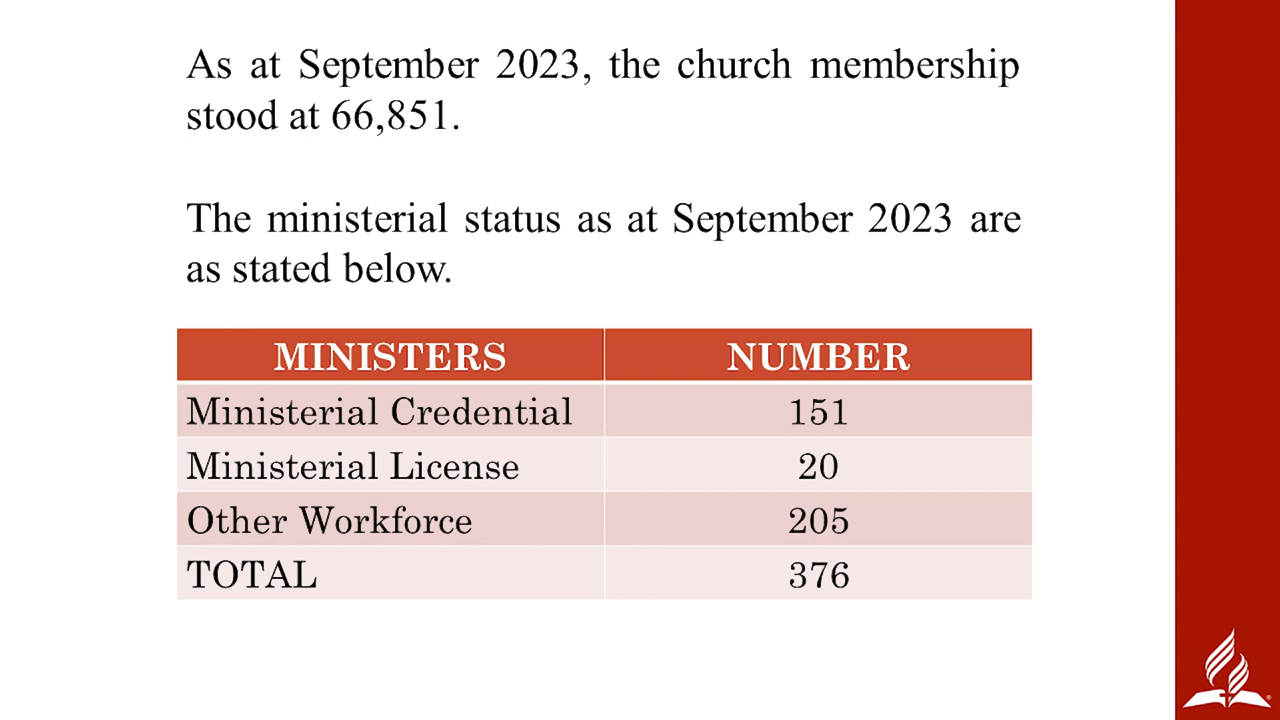 As at September 2023, the church membership
stood at 66,851.
The ministerial status as at September 2023 are
as stated below.
MINISTERS NUMBER
Ministerial Credential 151
Ministerial License 20
Other Workforce 205
TOTAL 376